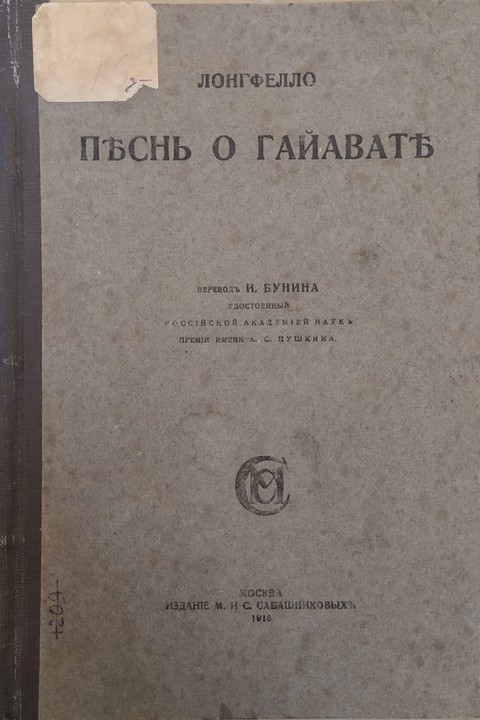 ЛОНГФЕЛЛО
ПѢСНЬ О ГАЙАВАТѢ
ПЕРЕВОДЪ И. БУНИНА
УДОСТОЕННЫЙ
РОССІЙСКОЙ АКАДЕМІЕЙ НАУКЪ
ПРЕМІИ ИМЕНИ А. С. ПУШКИНА.
МОСКВА
ИЗДАНІЕ М. И С. САБАШНИКОВЫХЪ